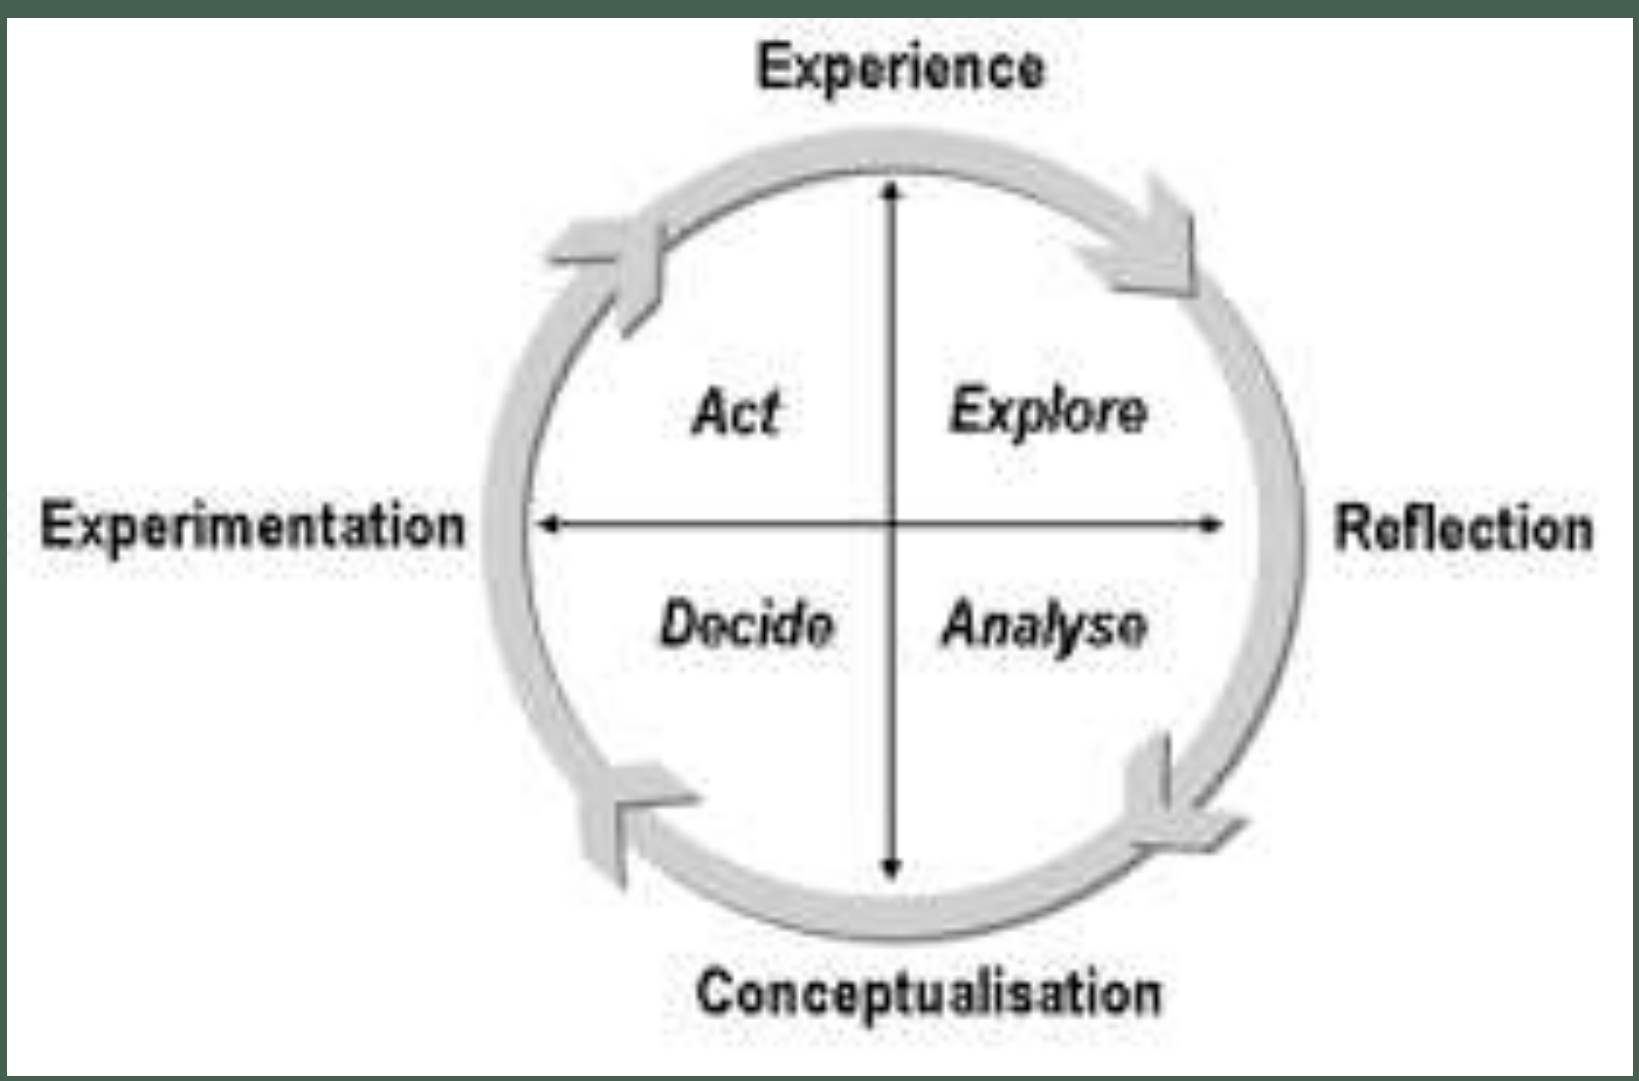 Experience
Act Explore
Experimentation Reflection
Decide Analyse
Conceptualisation